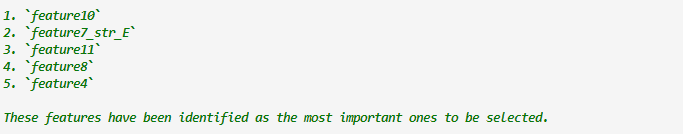 1. `feature10`
2. `feature7_str_E`
3. `feature11`
4. `feature8`
5. `feature4`
These features have been identified as the most important ones to be selected.